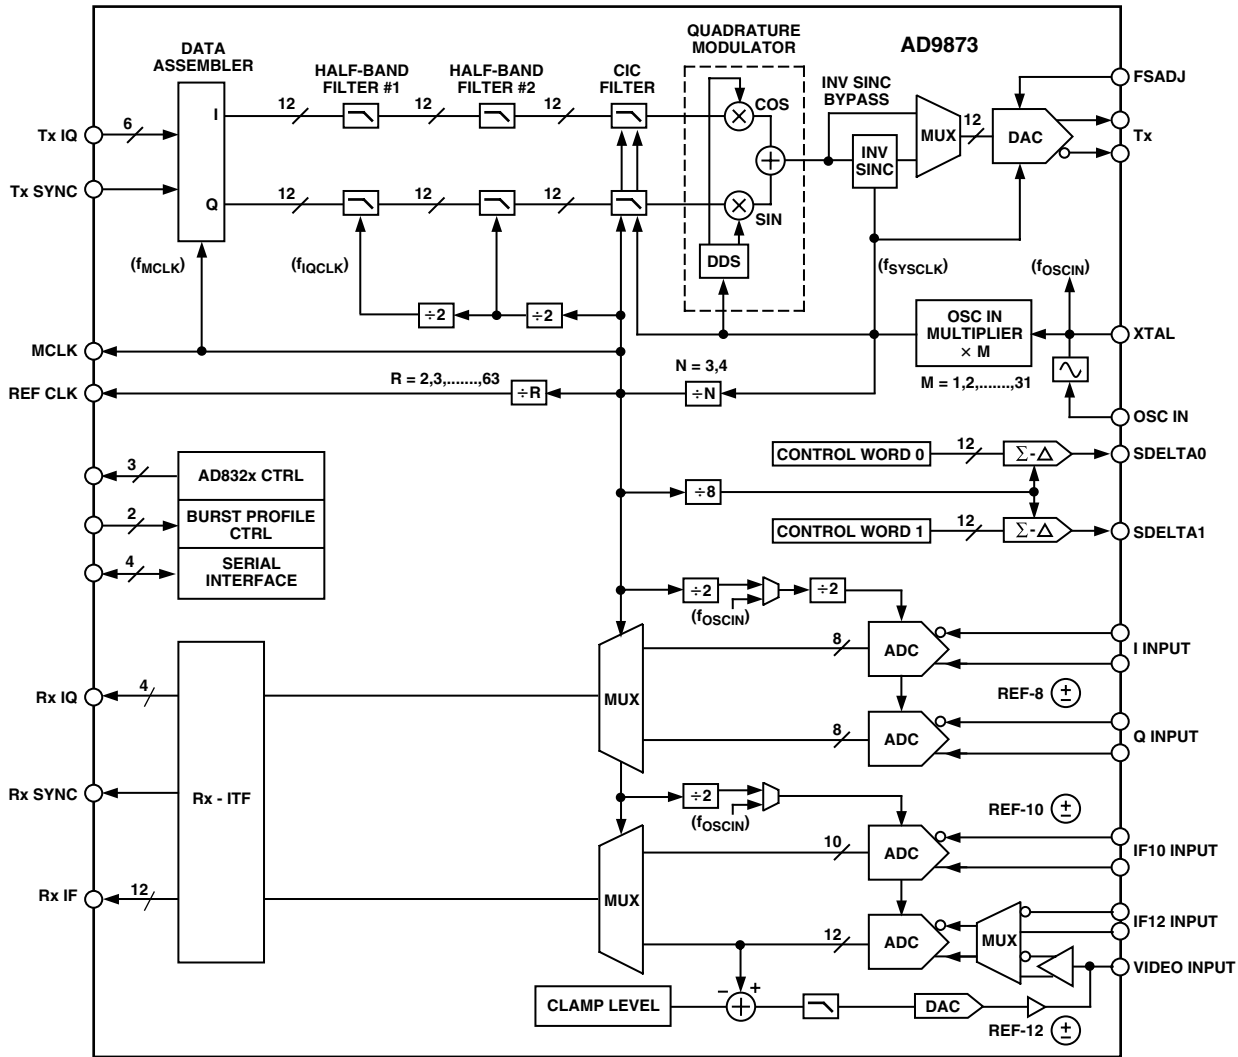 AD9873
DATA
ASSEMBLER
HALF-BAND
FILTER #1
HALF-BAND
FILTER #2
CIC
FILTER
QUADRATURE
MODULATOR
INV SINC
BYPASS
FSADJ
I
12
12
12
COS
MUX
12
DAC
Tx
Tx IQ
6
INV
SINC
Tx SYNC
Q
12
12
12
SIN
DDS
(fMCLK)
(fIQCLK)
(fSYSCLK)
(fOSCIN)
÷2
÷2
OSC IN
MULTIPLIER
× M
XTAL
MCLK
N = 3,4
M = 1,2,.......,31
REF CLK
R = 2,3,.......,63
÷R
÷N
OSC IN
3
AD832x CTRL
CONTROL WORD 0
12
Σ-Δ
SDELTA0
÷8
2
BURST PROFILE
CTRL
CONTROL WORD 1
12
Σ-Δ
SDELTA1
4
SERIAL
INTERFACE
÷2
÷2
(fOSCIN)
MUX
8
ADC
I INPUT
Rx IQ
4
REF-8
±
8
ADC
Q INPUT
Rx SYNC
Rx - ITF
÷2
(fOSCIN)
REF-10
±
10
ADC
IF10 INPUT
Rx IF
12
MUX
12
ADC
MUX
IF12 INPUT
VIDEO INPUT
CLAMP LEVEL
–
+
DAC
REF-12
±